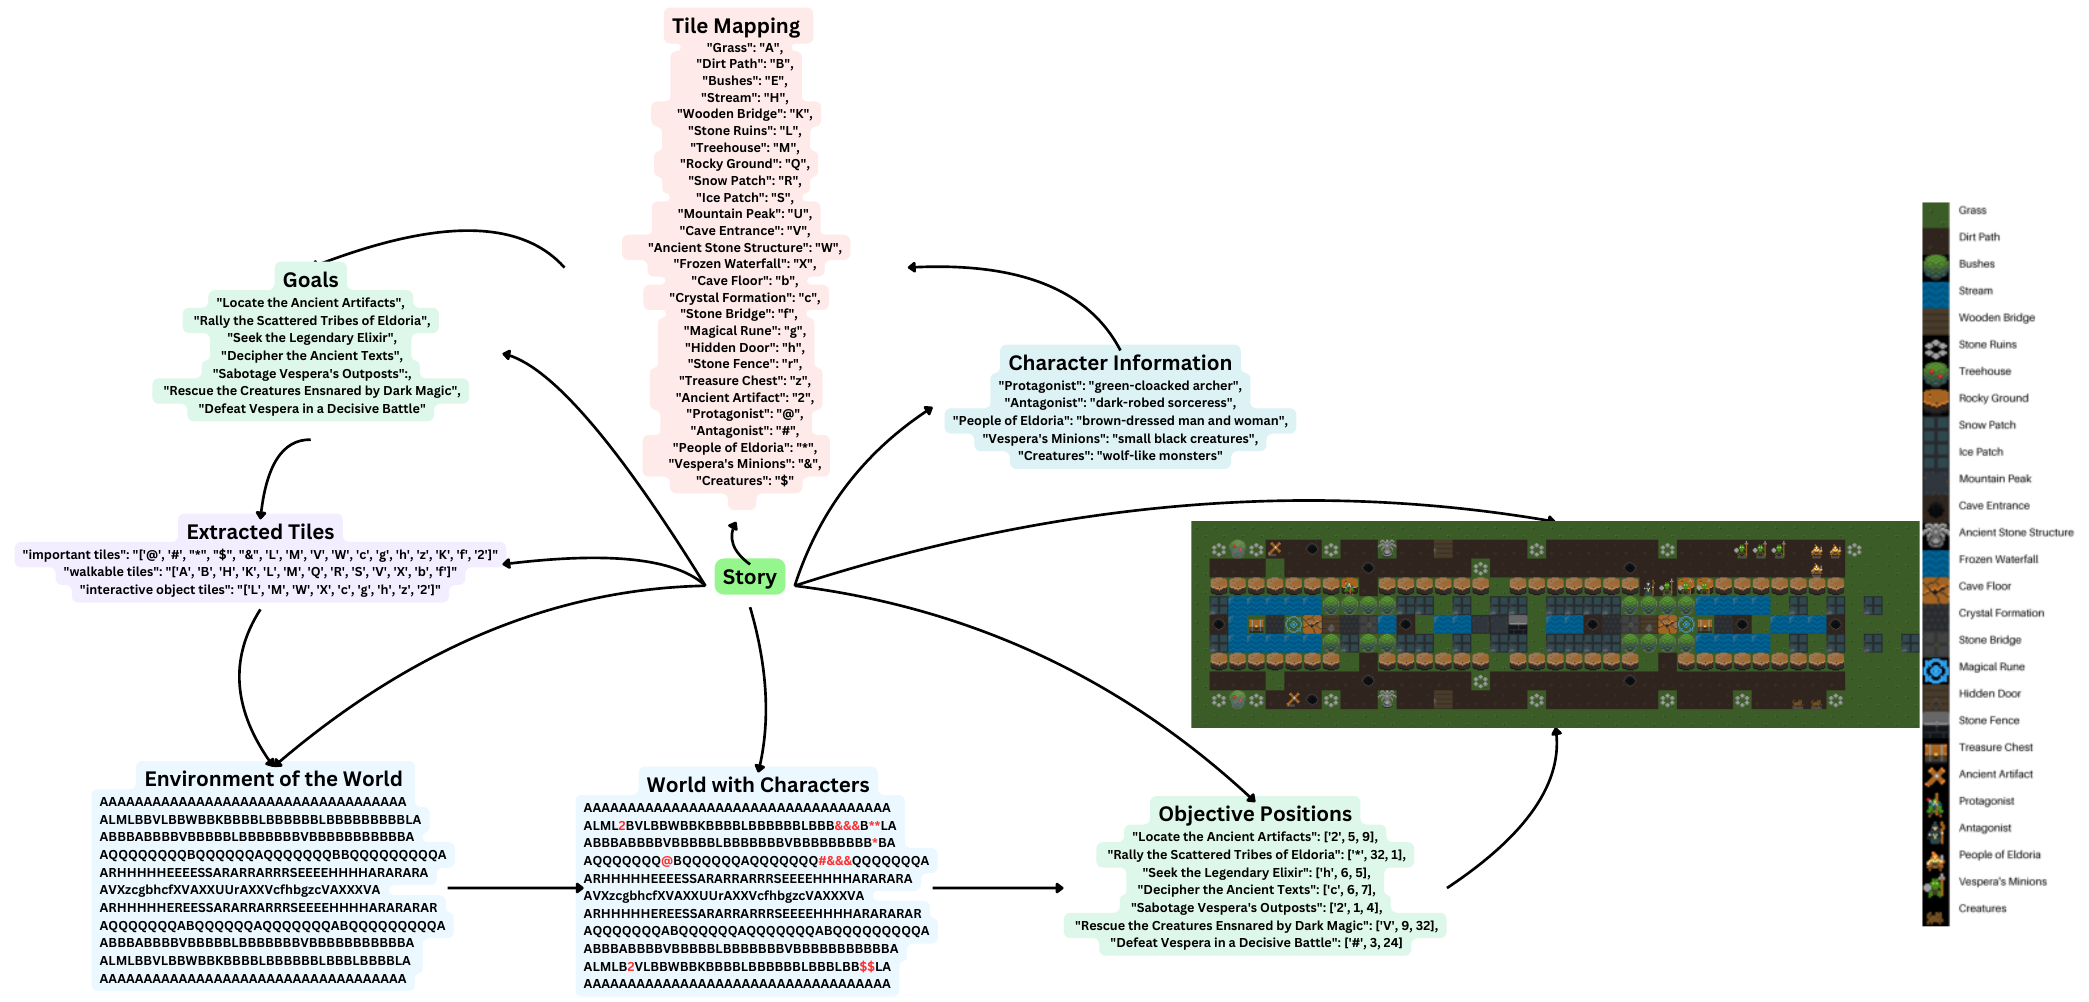 Tile Mapping
"Grass": "A",
"Dirt Path": "B",
"Bushes": "E",
"Stream": "H",
"Wooden Bridge": "K",
"Stone Ruins": "L",
"Treehouse": "M",
"Rocky Ground": "Q",
"Snow Patch": "R",
"Ice Patch": "S",
"Mountain Peak": "U",
"Cave Entrance": "V",
"Ancient Stone Structure": "W",
"Frozen Waterfall": "X",
"Cave Floor": "b",
"Crystal Formation": "c",
"Stone Bridge": "f",
"Magical Rune": "g",
"Hidden Door": "h",
"Stone Fence": "r",
"Treasure Chest": "z",
"Ancient Artifact": "2",
"Protagonist": "@",
"Antagonist": "#",
"People of Eldoria": "*",
"Vespera's Minions": "&",
"Creatures": "$"
Goals
"Locate the Ancient Artifacts",
"Rally the Scattered Tribes of Eldoria",
"Seek the Legendary Elixir",
"Decipher the Ancient Texts",
"Sabotage Vespera's Outposts":,
"Rescue the Creatures Ensnared by Dark Magic",
"Defeat Vespera in a Decisive Battle"
Character Information
"Protagonist": "green-cloacked archer",
"Antagonist": "dark-robed sorceress",
"People of Eldoria": "brown-dressed man and woman",
"Vespera's Minions": "small black creatures",
"Creatures": "wolf-like monsters"
Extracted Tiles
"important tiles": "['@', '#', "*", "$", "&", 'L', 'M', 'V', 'W', 'c', 'g', 'h', 'z', 'K', 'f', '2']"
"walkable tiles": "['A', 'B', 'H', 'K', 'L', 'M', 'Q', 'R', 'S', 'V', 'X', 'b', 'f']"
"interactive object tiles": "['L', 'M', 'W', 'X', 'c', 'g', 'h', 'z', '2']"
Story
Environment of the World
AAAAAAAAAAAAAAAAAAAAAAAAAAAAAAAAAAA
ALMLBBVLBBWBBKBBBBLBBBBBBLBBBBBBBBBLA
ABBBABBBBVBBBBBLBBBBBBBVBBBBBBBBBBBA
AQQQQQQQBQQQQQQAQQQQQQQBBQQQQQQQQQA
ARHHHHHEEEESSARARRARRRSEEEEHHHHARARARA
AVXzcgbhcfXVAXXUUrAXXVcfhbgzcVAXXXVA
ARHHHHHEREESSARARRARRRSEEEEHHHHARARARAR
AQQQQQQQABQQQQQQAQQQQQQQABQQQQQQQQQA
ABBBABBBBVBBBBBLBBBBBBBVBBBBBBBBBBBA
ALMLBBVLBBWBBKBBBBLBBBBBBLBBBLBBBBLA
AAAAAAAAAAAAAAAAAAAAAAAAAAAAAAAAAAA
World with Characters
AAAAAAAAAAAAAAAAAAAAAAAAAAAAAAAAAAA
ALML2BVLBBWBBKBBBBLBBBBBBLBBB&&&B**LA
ABBBABBBBVBBBBBLBBBBBBBVBBBBBBBBB*BA
AQQQQQQQ@BQQQQQQAQQQQQQQ#&&&QQQQQQQA
ARHHHHHEEEESSARARRARRRSEEEEHHHHARARARA
AVXzcgbhcfXVAXXUUrAXXVcfhbgzcVAXXXVA
ARHHHHHEREESSARARRARRRSEEEEHHHHARARARAR
AQQQQQQQABQQQQQQAQQQQQQQABQQQQQQQQQA
ABBBABBBBVBBBBBLBBBBBBBVBBBBBBBBBBBA
ALMLB2VLBBWBBKBBBBLBBBBBBLBBBLBB$$LA
AAAAAAAAAAAAAAAAAAAAAAAAAAAAAAAAAAA
Objective Positions
"Locate the Ancient Artifacts": ['2', 5, 9],
"Rally the Scattered Tribes of Eldoria": ['*', 32, 1],
"Seek the Legendary Elixir": ['h', 6, 5],
"Decipher the Ancient Texts": ['c', 6, 7],
"Sabotage Vespera's Outposts": ['2', 1, 4],
"Rescue the Creatures Ensnared by Dark Magic": ['V', 9, 32],
"Defeat Vespera in a Decisive Battle": ['#', 3, 24]
Grass
Dirt Path
Bushes
Stream
Wooden Bridge
Stone Ruins
Treehouse
Rocky Ground
Snow Patch
Ice Patch
Mountain Peak
Cave Entrance
Ancient Stone Structure
Frozen Waterfall
Cave Floor
Crystal Formation
Stone Bridge
Magical Rune
Hidden Door
Stone Fence
Treasure Chest
Ancient Artifact
Protagonist
Antagonist
People of Eldoria
Vespera's Minions
Creatures